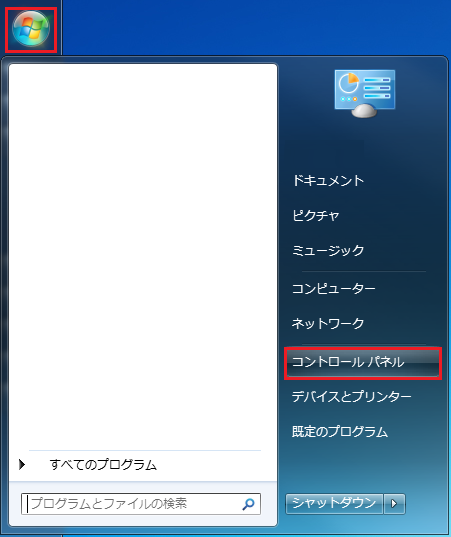 ドキュメント
ピクチャ
ミュージック
コンピューター
ネットワーク
コントロール パネル
デバイスとプリンター
既定のプログラム
すべてのプログラム
プログラムとファイルの検索
シャットダウン